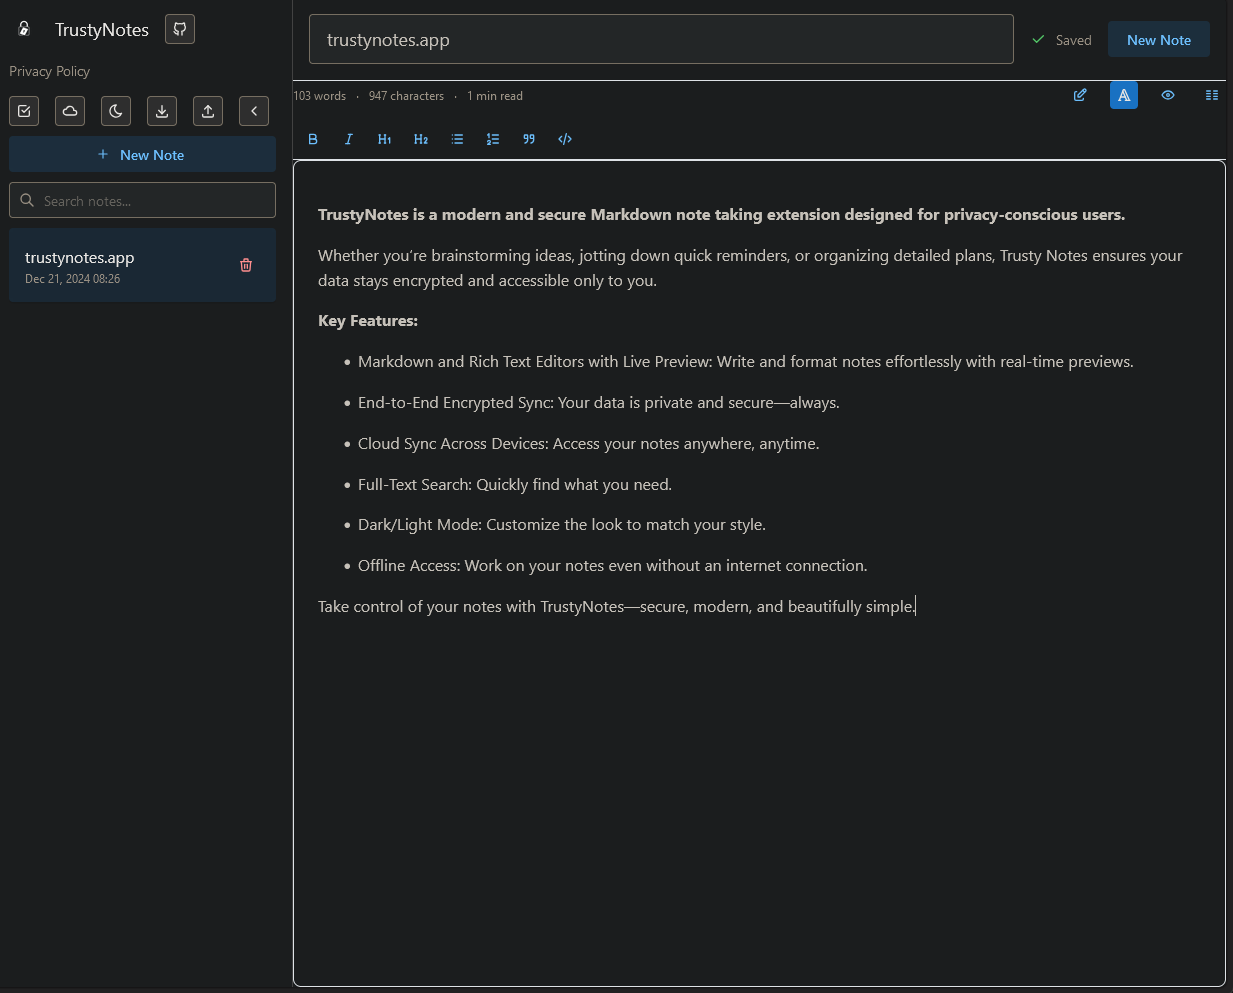 TrustyNotes
Privacy Policy
+ New Note
Search notes...
trustynotes.app
Dec 21, 2024 08:26
trustynotes.app
Saved
New Note
103 words · 947 characters · 1 min read
A
B I H1 H2
TrustyNotes is a modern and secure Markdown note taking extension designed for privacy-conscious users.
Whether you’re brainstorming ideas, jotting down quick reminders, or organizing detailed plans, Trusty Notes ensures your
data stays encrypted and accessible only to you.
Key Features:
• Markdown and Rich Text Editors with Live Preview: Write and format notes effortlessly with real-time previews.
• End-to-End Encrypted Sync: Your data is private and secure—always.
• Cloud Sync Across Devices: Access your notes anywhere, anytime.
• Full-Text Search: Quickly find what you need.
• Dark/Light Mode: Customize the look to match your style.
• Offline Access: Work on your notes even without an internet connection.
Take control of your notes with TrustyNotes—secure, modern, and beautifully simple.